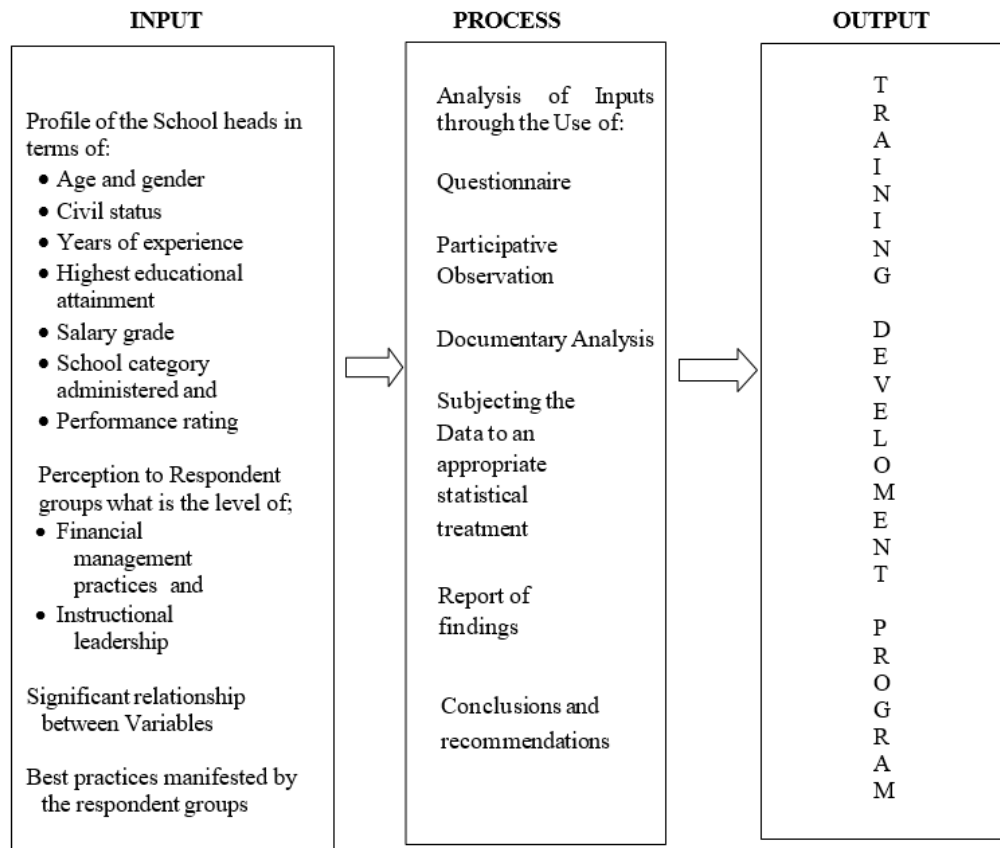 INPUT
Profile of the School heads in
terms of:
• Age and gender
• Civil status
• Years of experience
• Highest educational
attainment
• Salary grade
• School category
administered and
• Performance rating
Perception to Respondent
groups what is the level of;
• Financial
management
practices and
• Instructional
leadership
Significant relationship
between Variables
Best practices manifested by
the respondent groups
PROCESS
Analysis of Inputs
through the Use of:
Questionnaire
Participative
Observation
Documentary Analysis
Subjecting the
Data to an
appropriate
statistical
treatment
Report of
findings
Conclusions and
recommendations
OUTPUT
T
R
A
I
N
I
N
G
D
E
V
E
L
O
M
E
N
T
P
R
O
G
R
A
M